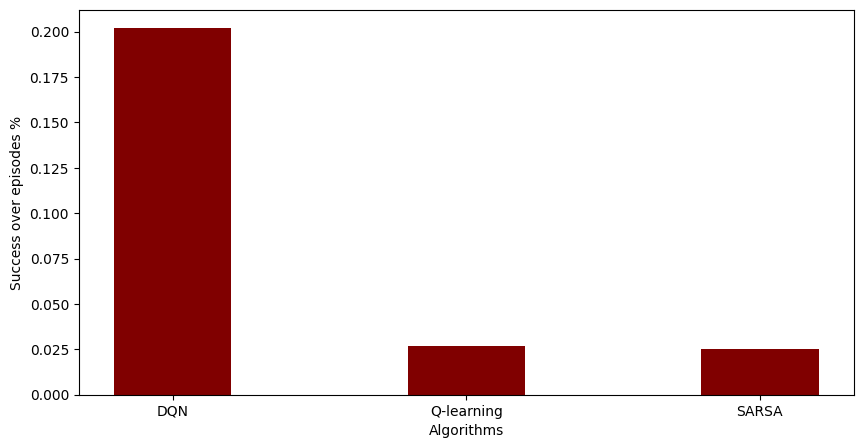 Success over episodes %
0.200
0.175
0.150
0.125
0.100
0.075
0.050
0.025
0.000
DQN
Q-learning
SARSA
Algorithms